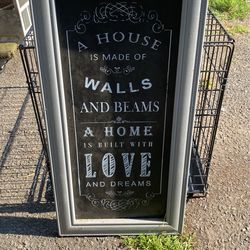 A HOUSE
IS MADE OF
WALLS
AND BEAMS
A HOME
IS BUILT WITH
LOVE
AND DREAMS